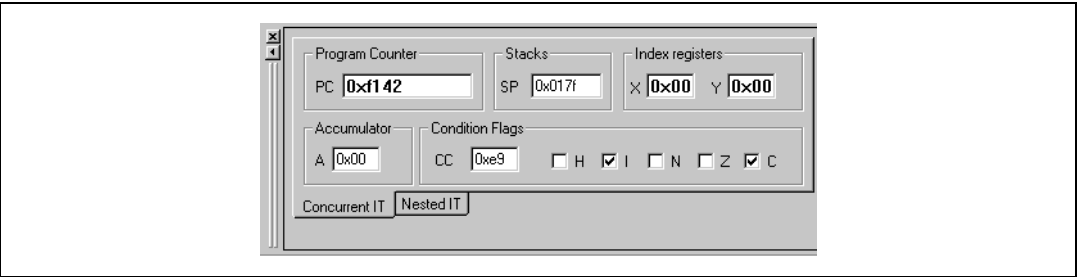 Program Counter Stacks Index registers
PC 0xf142 SP 0x017f X 0x00 Y 0x00
Accumulator Condition Flags
A 0x00 CC 0xe9 H I N Z C
Concurrent IT Nested IT